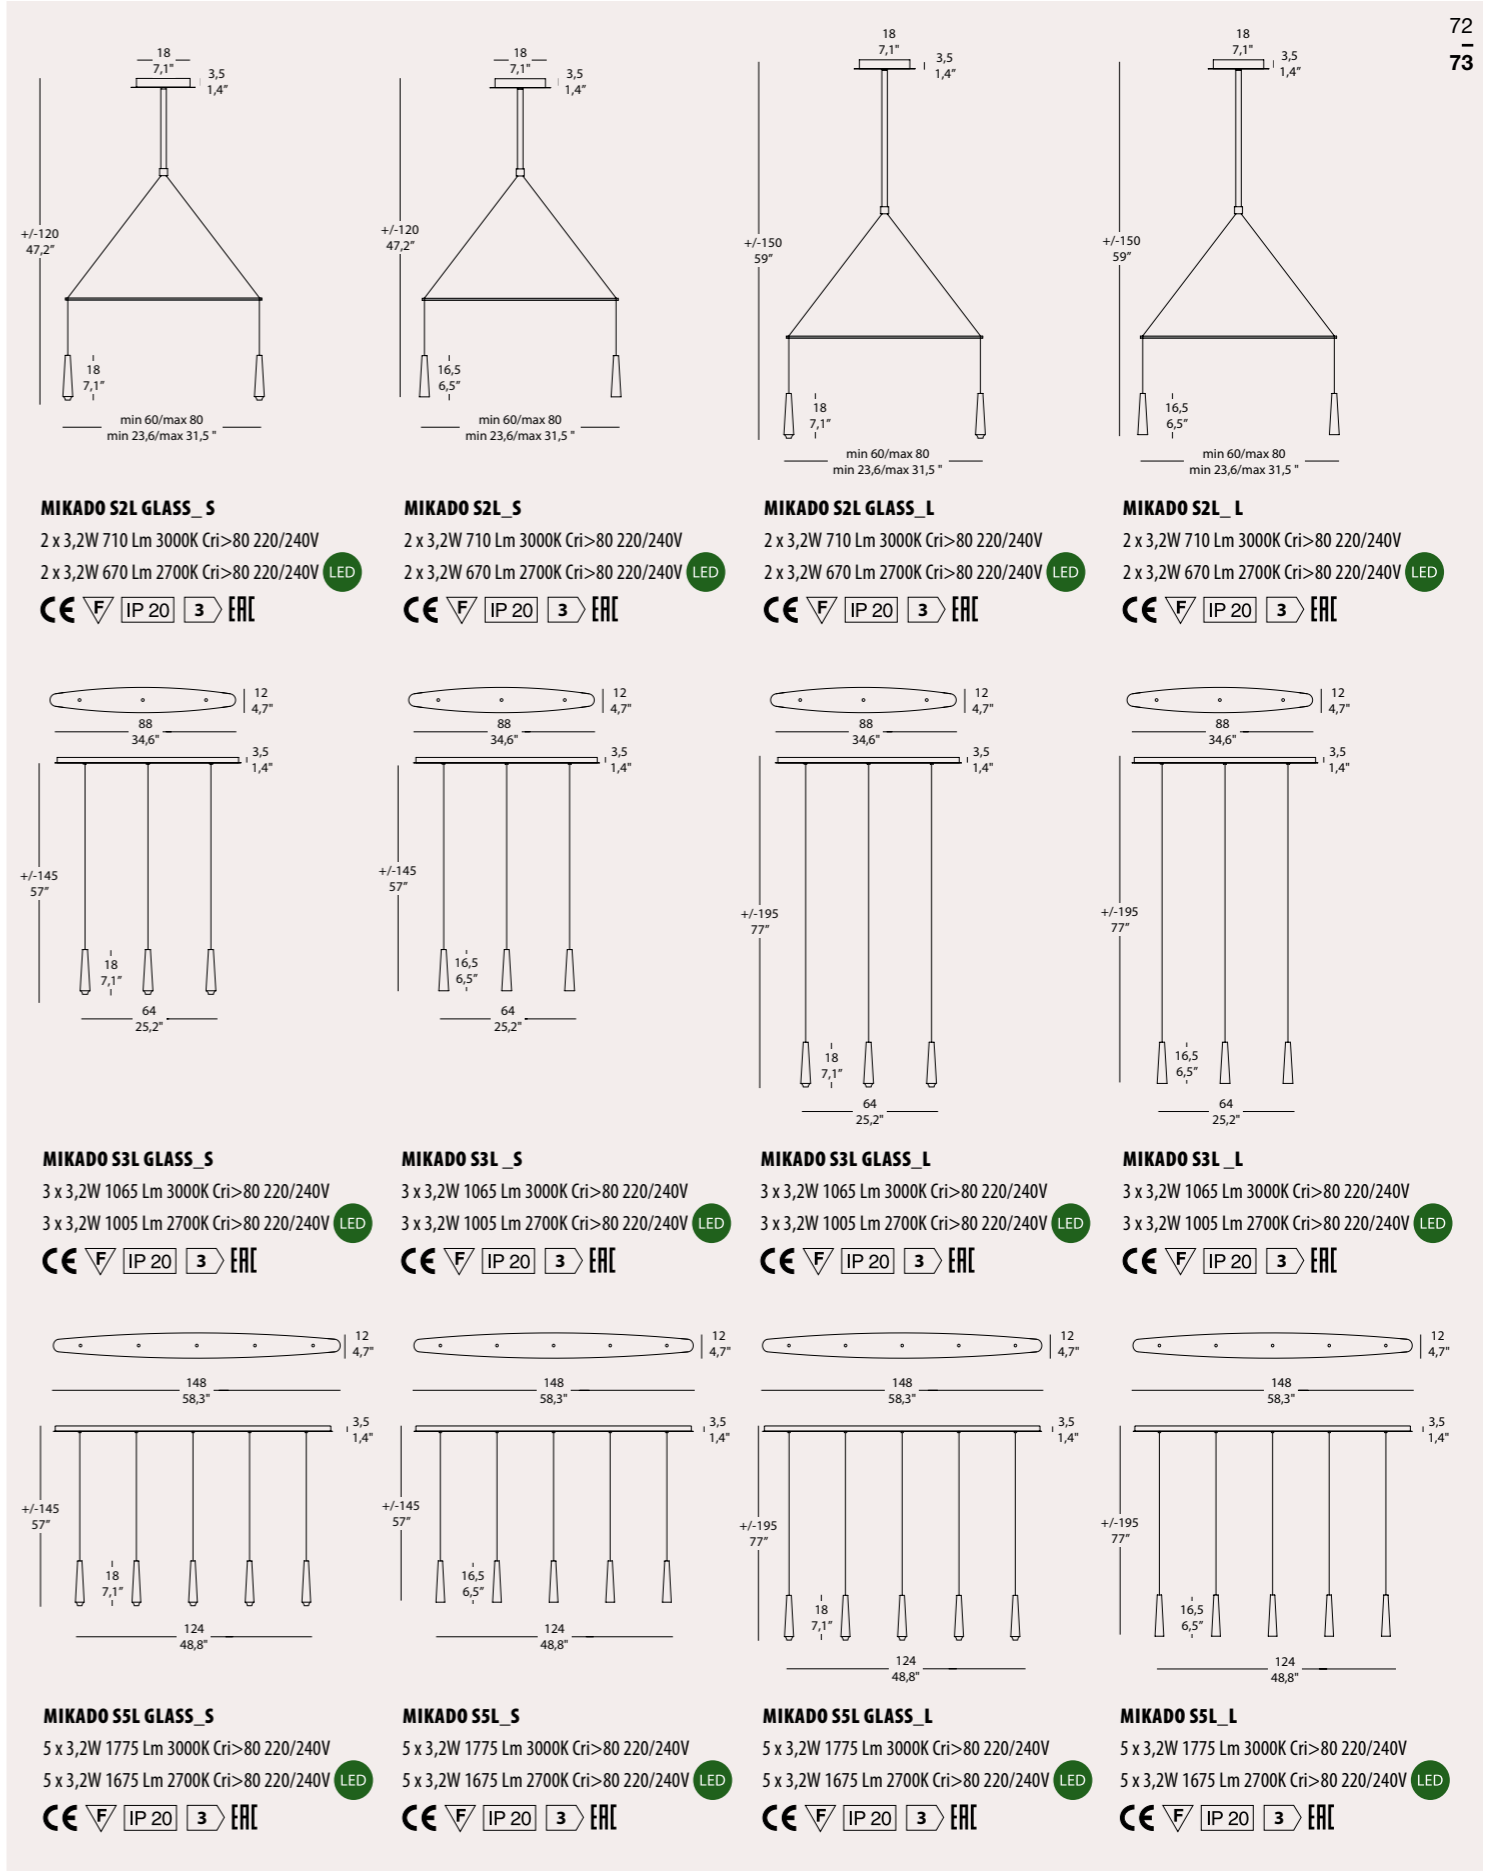 72
73
18
7,1"
3,5
1,4"
+/-120
47,2"
18
7,1"
min 60/max 80
min 23,6/max 31,5 "
18
7,1"
3,5
1,4"
+/-120
47,2"
16,5
6,5"
min 60/max 80
min 23,6/max 31,5 "
18
7,1"
3,5
1,4"
+/-150
59"
18
7,1"
min 60/max 80
min 23,6/max 31,5 "
18
7,1"
3,5
1,4"
+/-150
59"
16,5
6,5"
min 60/max 80
min 23,6/max 31,5 "
MIKADO S2L GLASS_ S
2 x 3,2W 710 Lm 3000K Cri>80 220/240V
2 x 3,2W 670 Lm 2700K Cri>80 220/240V LED
CE F IP 20 3 EAC
MIKADO S2L_S
2 x 3,2W 710 Lm 3000K Cri>80 220/240V
2 x 3,2W 670 Lm 2700K Cri>80 220/240V LED
CE F IP 20 3 EAC
MIKADO S2L GLASS_L
2 x 3,2W 710 Lm 3000K Cri>80 220/240V
2 x 3,2W 670 Lm 2700K Cri>80 220/240V LED
CE F IP 20 3 EAC
MIKADO S2L_ L
2 x 3,2W 710 Lm 3000K Cri>80 220/240V
2 x 3,2W 670 Lm 2700K Cri>80 220/240V LED
CE F IP 20 3 EAC
12
4,7"
88
34,6"
3,5
1,4"
+/-145
57"
18
7,1"
64
25,2"
12
4,7"
88
34,6"
3,5
1,4"
+/-145
57"
16,5
6,5"
64
25,2"
12
4,7"
88
34,6"
3,5
1,4"
+/-195
77"
18
7,1"
64
25,2"
12
4,7"
88
34,6"
3,5
1,4"
+/-195
77"
16,5
6,5"
64
25,2"
MIKADO S3L GLASS_S
3 x 3,2W 1065 Lm 3000K Cri>80 220/240V
3 x 3,2W 1005 Lm 2700K Cri>80 220/240V LED
CE F IP 20 3 EAC
MIKADO S3L _S
3 x 3,2W 1065 Lm 3000K Cri>80 220/240V
3 x 3,2W 1005 Lm 2700K Cri>80 220/240V LED
CE F IP 20 3 EAC
MIKADO S3L GLASS_L
3 x 3,2W 1065 Lm 3000K Cri>80 220/240V
3 x 3,2W 1005 Lm 2700K Cri>80 220/240V LED
CE F IP 20 3 EAC
MIKADO S3L _L
3 x 3,2W 1065 Lm 3000K Cri>80 220/240V
3 x 3,2W 1005 Lm 2700K Cri>80 220/240V LED
CE F IP 20 3 EAC
12
4,7"
148
58,3"
3,5
1,4"
+/-145
57"
18
7,1"
124
48,8"
12
4,7"
148
58,3"
3,5
1,4"
+/-145
57"
16,5
6,5"
124
48,8"
12
4,7"
148
58,3"
3,5
1,4"
+/-195
77"
18
7,1"
124
48,8"
12
4,7"
148
58,3"
3,5
1,4"
+/-195
77"
16,5
6,5"
124
48,8"
MIKADO S5L GLASS_S
5 x 3,2W 1775 Lm 3000K Cri>80 220/240V
5 x 3,2W 1675 Lm 2700K Cri>80 220/240V LED
CE F IP 20 3 EAC
MIKADO S5L_S
5 x 3,2W 1775 Lm 3000K Cri>80 220/240V
5 x 3,2W 1675 Lm 2700K Cri>80 220/240V LED
CE F IP 20 3 EAC
MIKADO S5L GLASS_L
5 x 3,2W 1775 Lm 3000K Cri>80 220/240V
5 x 3,2W 1675 Lm 2700K Cri>80 220/240V LED
CE F IP 20 3 EAC
MIKADO S5L_L
5 x 3,2W 1775 Lm 3000K Cri>80 220/240V
5 x 3,2W 1675 Lm 2700K Cri>80 220/240V LED
CE F IP 20 3 EAC